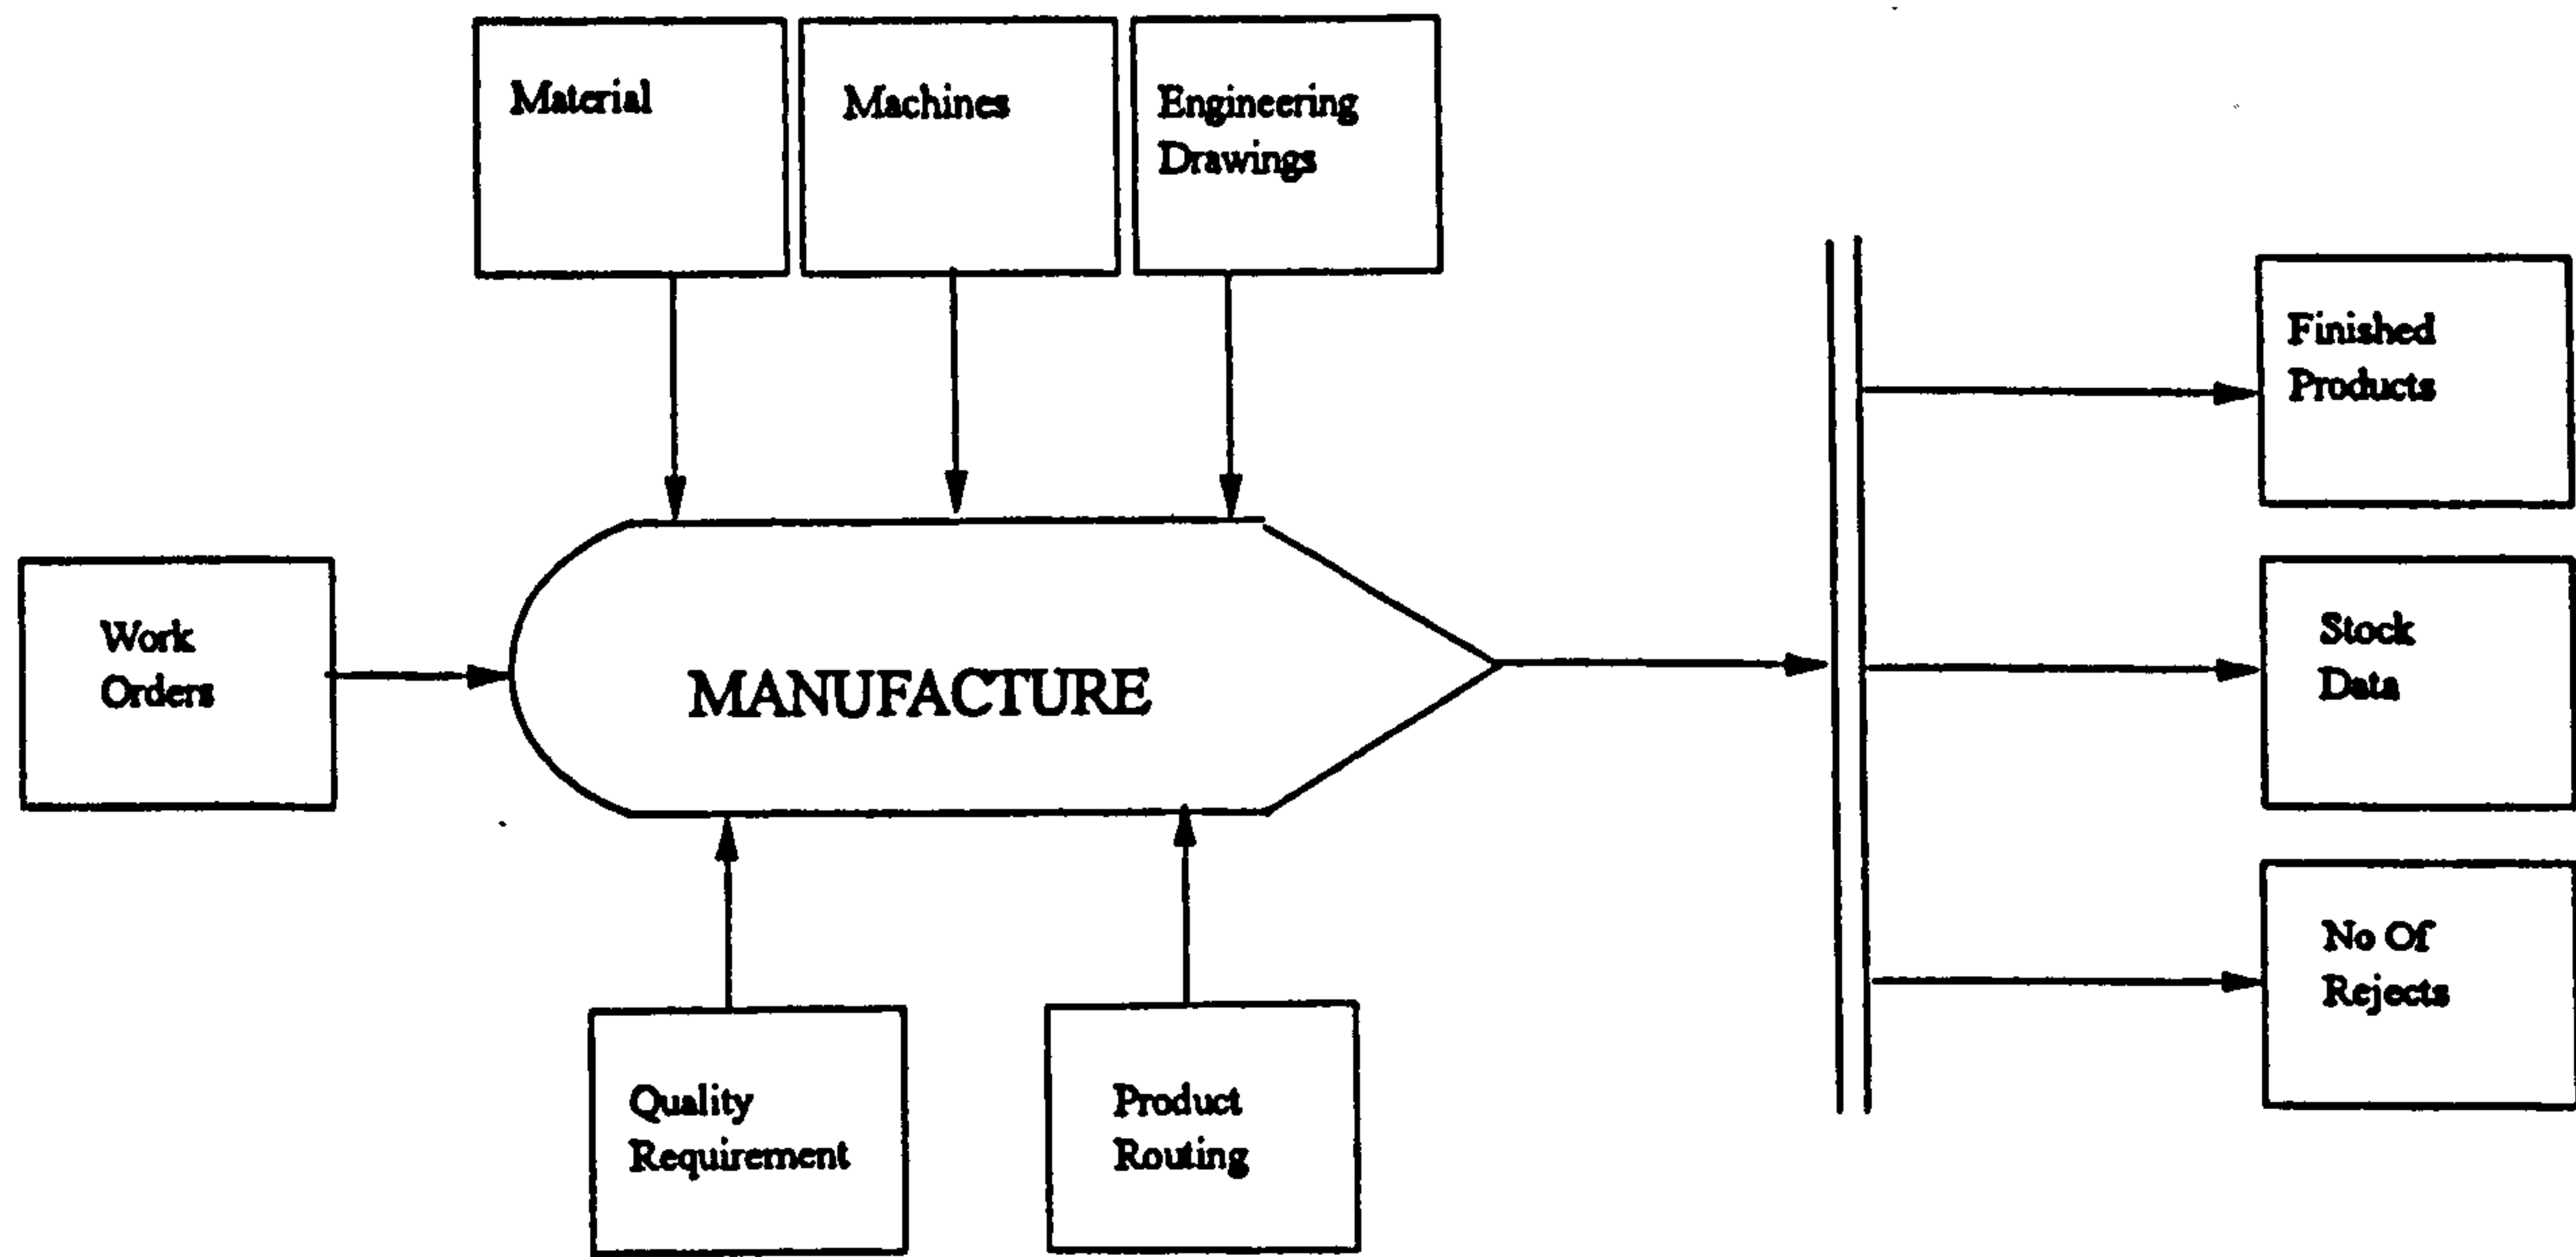 Material
Machines
Engineering
Drawings
Finished
Products
Work
Orders
MANUFACTURE
Stock
Data
No Of
Rejects
Quality
Requirement
Product
Routing